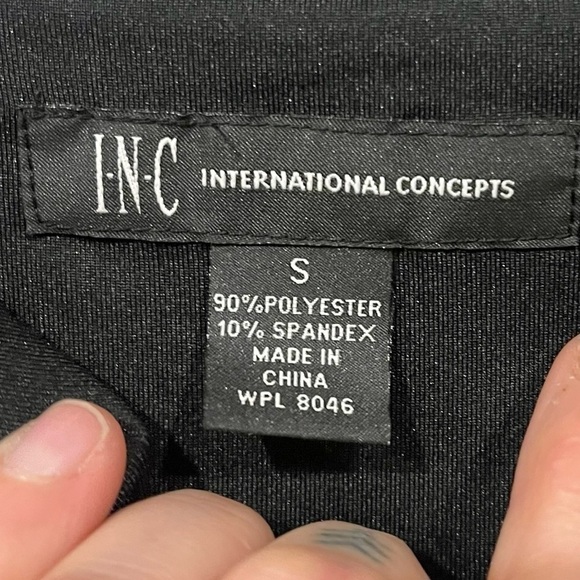 I·N·C INTERNATIONAL CONCEPTS
S
90%POLYESTER
10% SPANDEX
MADE IN
CHINA
WPL 8046